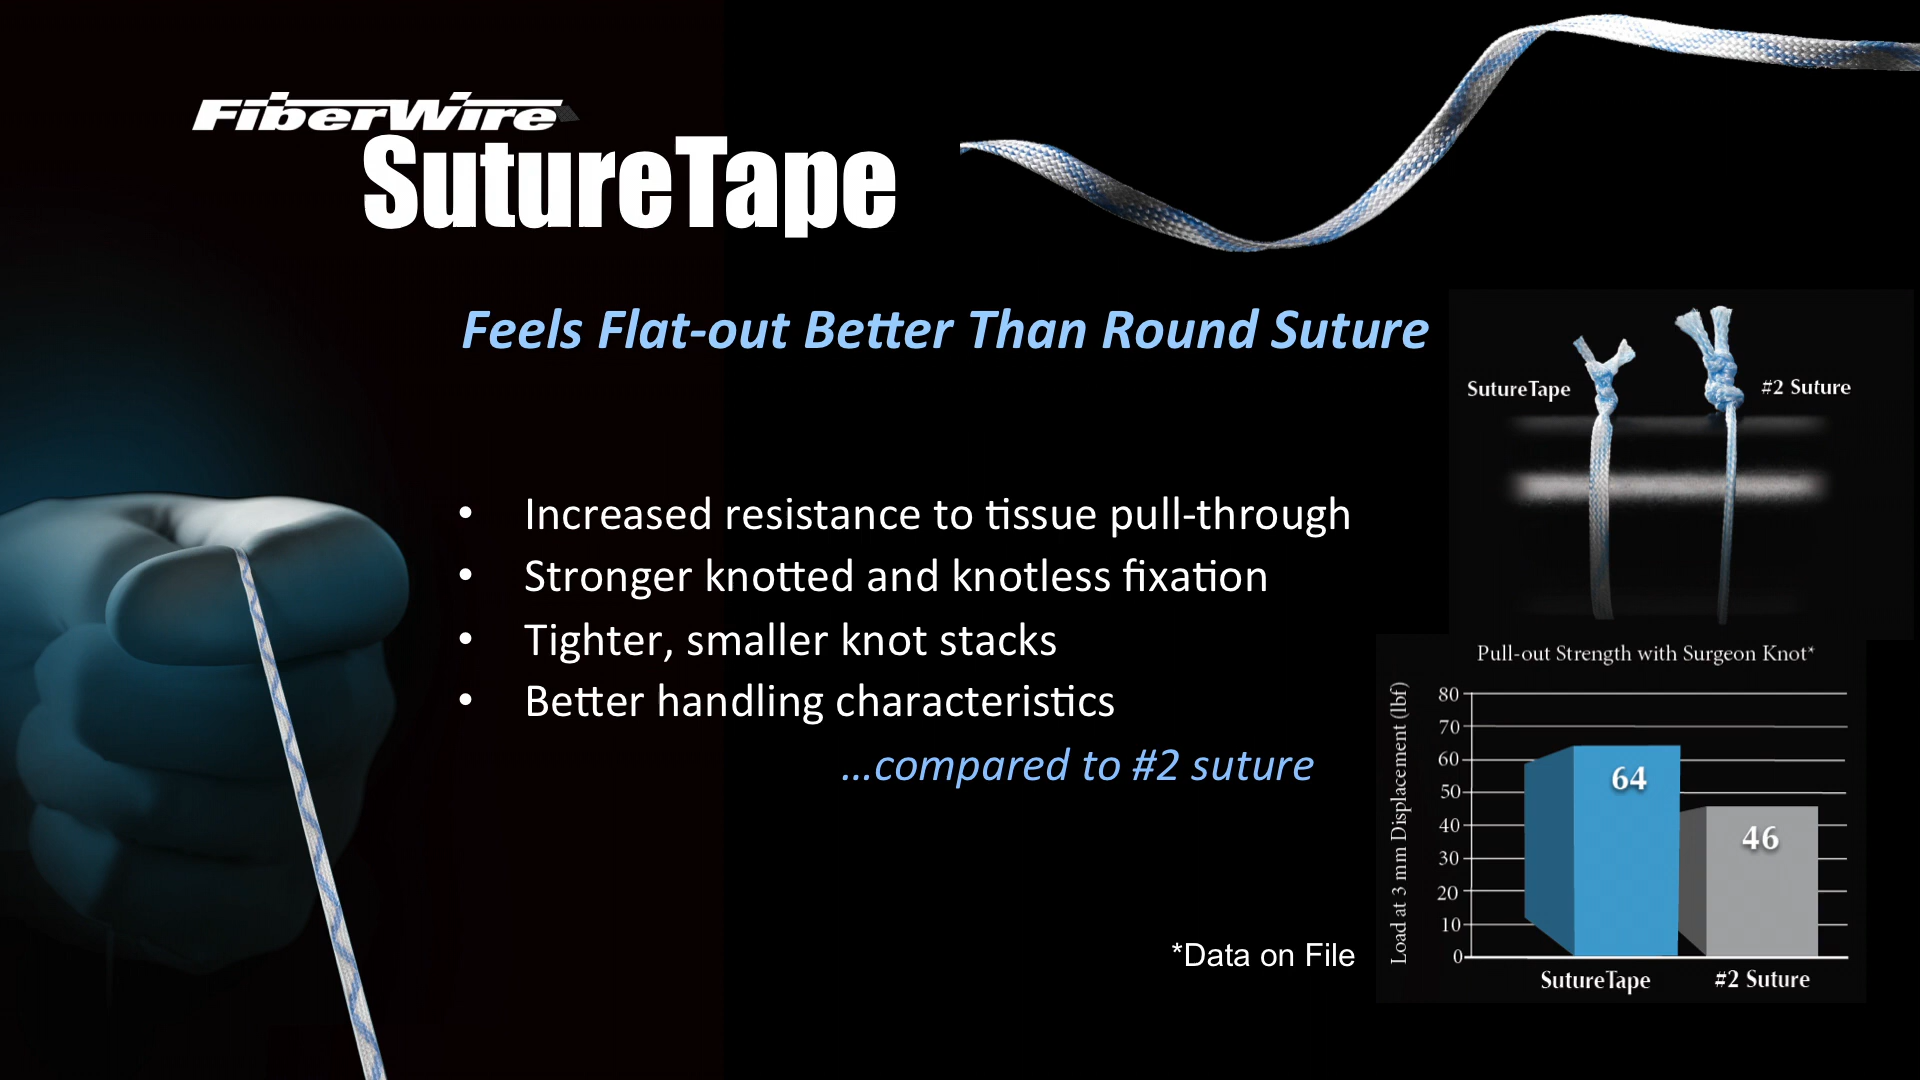 FiberWire
SutureTape
Feels Flat-out Better Than Round Suture
SutureTape
#2 Suture
• Increased resistance to tissue pull-through
• Stronger knotted and knotless fixation
• Tighter, smaller knot stacks
• Better handling characteristics
…compared to #2 suture
Pull-out Strength with Surgeon Knot*
Load at 3 mm Displacement (lbf)
80
70
60
50
40
30
20
10
0
64
46
SutureTape
#2 Suture
*Data on File